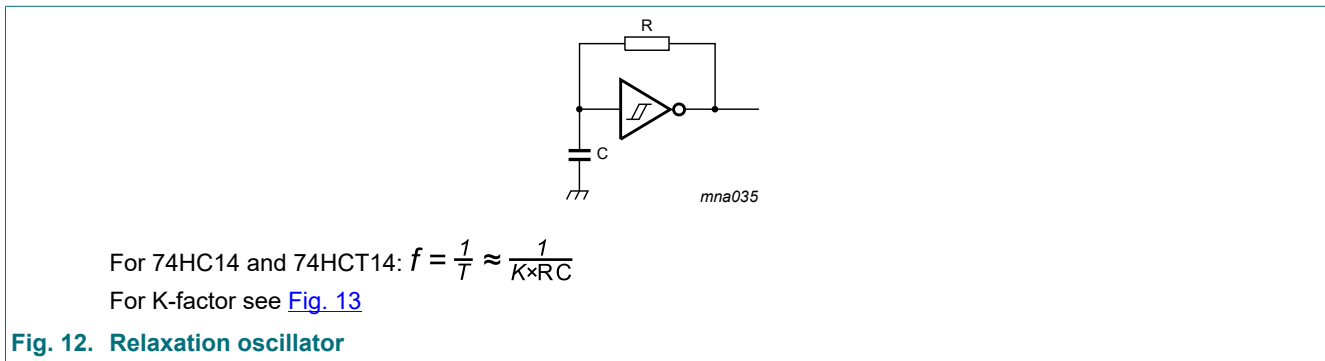 R
C
mna035
For 74HC14 and 74HCT14: f = 1/T ≈ 1/K×RC
For K-factor see Fig. 13
Fig. 12. Relaxation oscillator